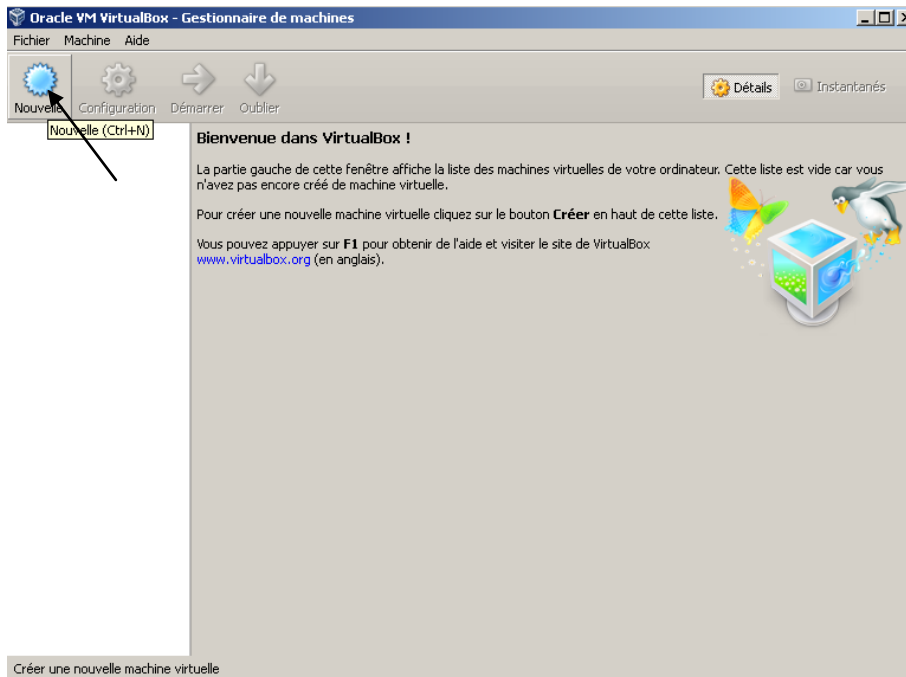 Oracle VM VirtualBox - Gestionnaire de machines
Fichier Machine Aide
Nouvelle Configuration Démarrer Oublier Détails Instantanés
Nouvelle (Ctrl+N)
Bienvenue dans VirtualBox !
La partie gauche de cette fenêtre affiche la liste des machines virtuelles de votre ordinateur. Cette liste est vide car vous
n'avez pas encore créé de machine virtuelle.
Pour créer une nouvelle machine virtuelle cliquez sur le bouton Créer en haut de cette liste.
Vous pouvez appuyer sur F1 pour obtenir de l'aide et visiter le site de VirtualBox
www.virtualbox.org (en anglais).
Créer une nouvelle machine virtuelle